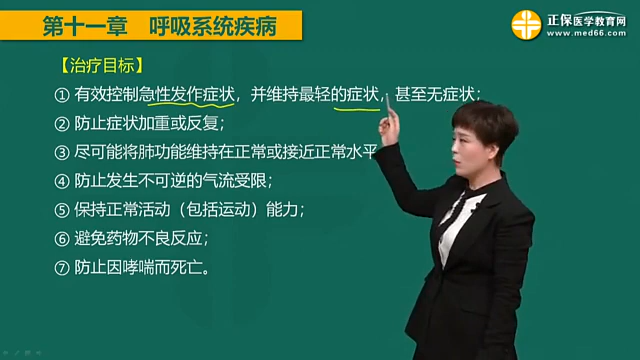 第十一章 呼吸系统疾病
正保医学教育网
www.med66.com
【治疗目标】
① 有效控制急性发作症状，并维持最轻的症状，甚至无症状；
② 防止症状加重或反复；
③ 尽可能将肺功能维持在正常或接近正常水平
④ 防止发生不可逆的气流受限；
⑤ 保持正常活动（包括运动）能力；
⑥ 避免药物不良反应；
⑦ 防止因哮喘而死亡。